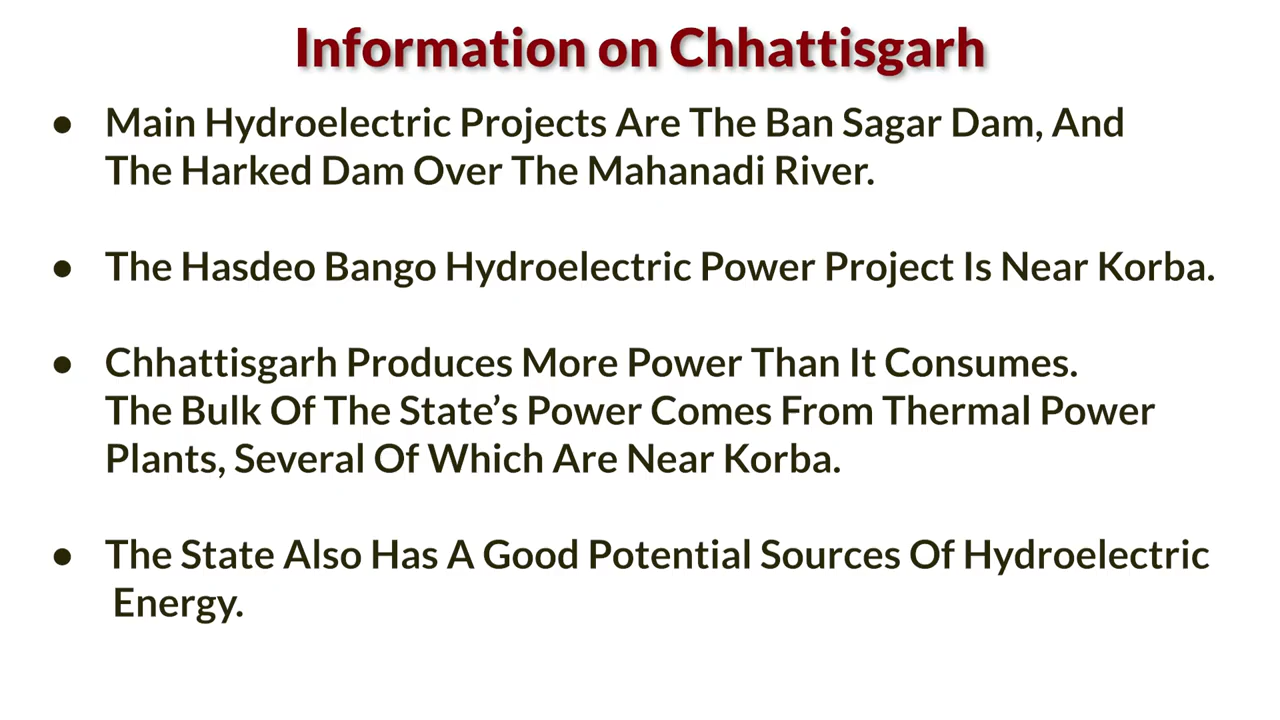 Information on Chhattisgarh
● Main Hydroelectric Projects Are The Ban Sagar Dam, And
The Harked Dam Over The Mahanadi River.
● The Hasdeo Bango Hydroelectric Power Project Is Near Korba.
● Chhattisgarh Produces More Power Than It Consumes.
The Bulk Of The State’s Power Comes From Thermal Power
Plants, Several Of Which Are Near Korba.
● The State Also Has A Good Potential Sources Of Hydroelectric
Energy.